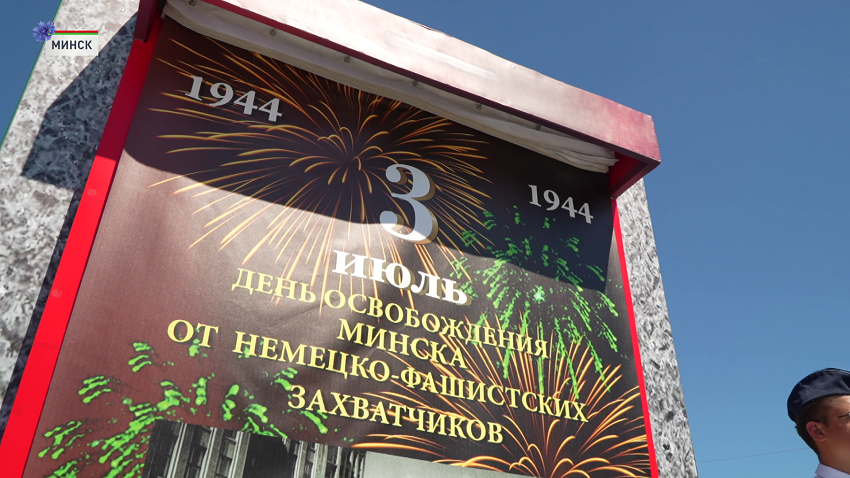 МИНСК
1944
3
1944
ИЮЛЬ
ДЕНЬ ОСВОБОЖДЕНИЯ
МИНСКА
ОТ НЕМЕЦКО-ФАШИСТСКИХ
ЗАХВАТЧИКОВ